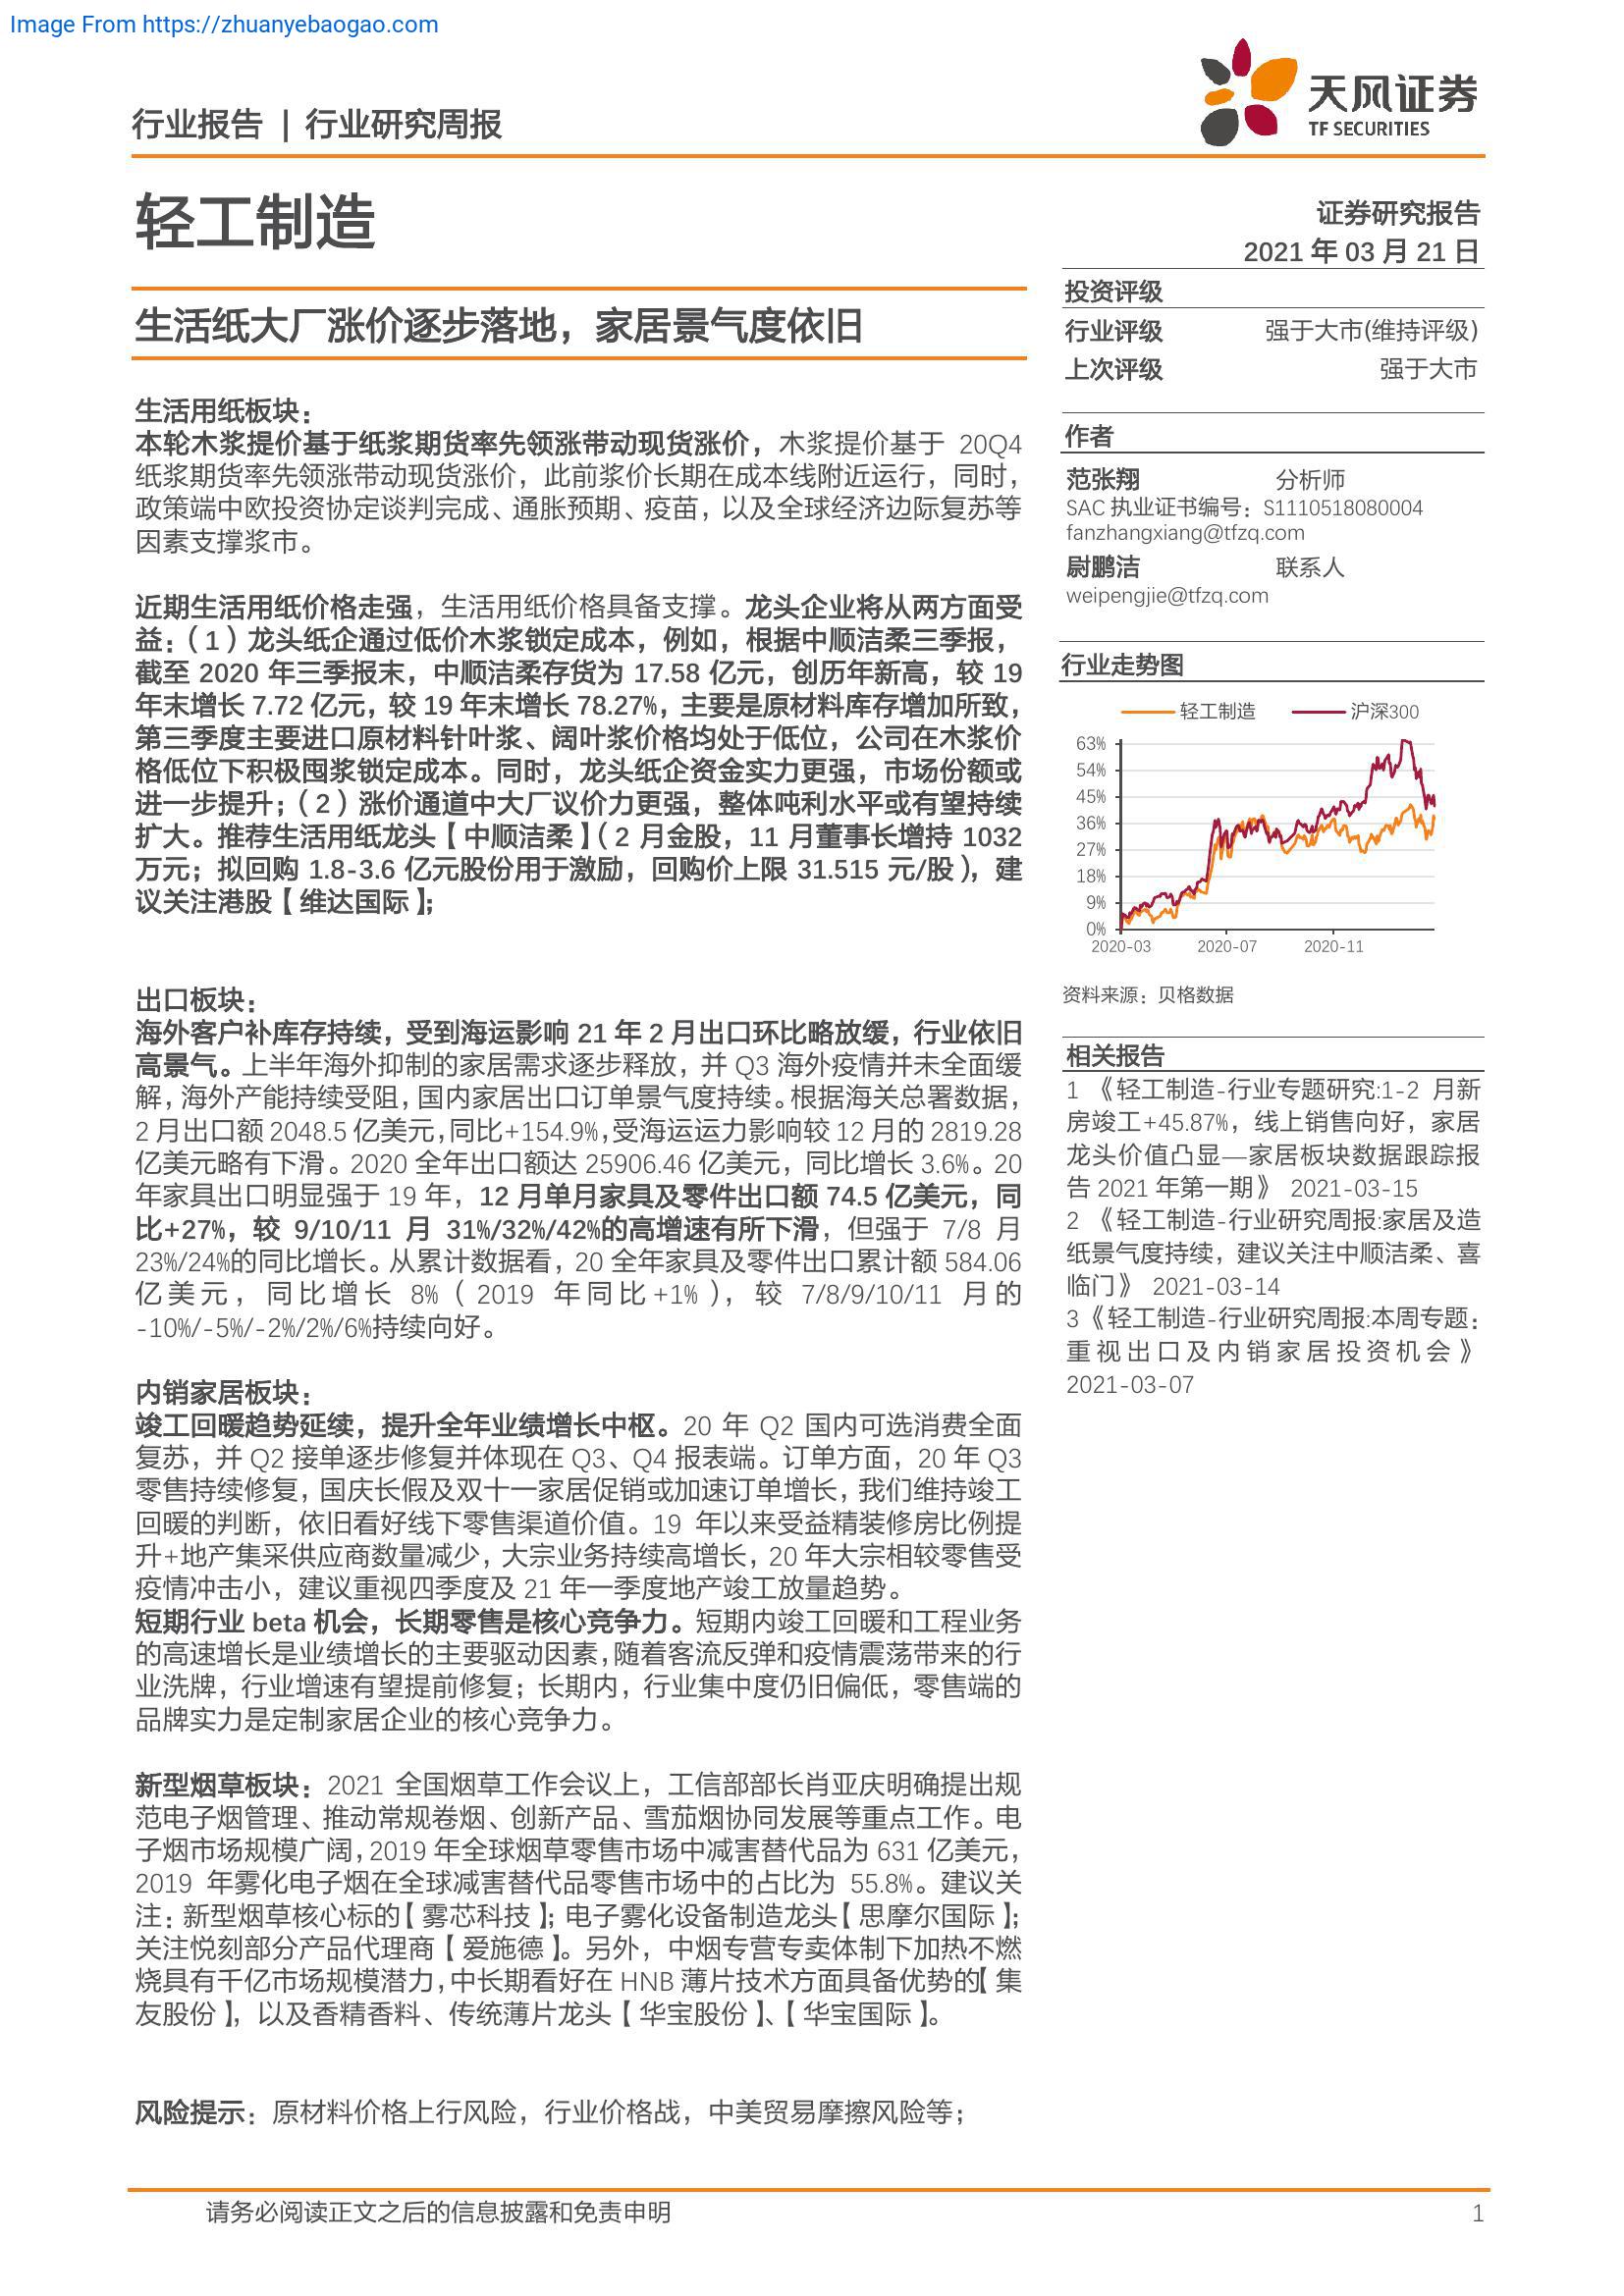 Image From https://zhuanyebaogao.com
行业报告 | 行业研究周报
天风证券
TF SECURITIES
轻工制造
生活纸大厂涨价逐步落地，家居景气度依旧
生活用纸板块：
本轮木浆提价基于纸浆期货率先领涨带动现货涨价，木浆提价基于 20Q4
纸浆期货率先领涨带动现货涨价，此前浆价长期在成本线附近运行，同时，
政策端中欧投资协定谈判完成、通胀预期、疫苗，以及全球经济边际复苏等
因素支撑浆市。
近期生活用纸价格走强，生活用纸价格具备支撑。龙头企业将从两方面受
益：（1）龙头纸企通过低价木浆锁定成本，例如，根据中顺洁柔三季报，
截至 2020 年三季报末，中顺洁柔存货为 17.58 亿元，创历年新高，较 19
年末增长 7.72 亿元，较 19 年末增长 78.27%，主要是原材料库存增加所致，
第三季度主要进口原材料针叶浆、阔叶浆价格均处于低位，公司在木浆价
格低位下积极囤浆锁定成本。同时，龙头纸企资金实力更强，市场份额或
进一步提升；（2）涨价通道中大厂议价力更强，整体吨利水平或有望持续
扩大。推荐生活用纸龙头【中顺洁柔】（2 月金股，11 月董事长增持 1032
万元；拟回购 1.8-3.6 亿元股份用于激励，回购价上限 31.515 元/股），建
议关注港股【维达国际】；
出口板块：
海外客户补库存持续，受到海运影响 21 年 2 月出口环比略放缓，行业依旧
高景气。上半年海外抑制的家居需求逐步释放，并 Q3 海外疫情并未全面缓
解，海外产能持续受阻，国内家居出口订单景气度持续。根据海关总署数据，
2 月出口额 2048.5 亿美元，同比+154.9%，受海运运力影响较 12 月的 2819.28
亿美元略有下滑。2020 全年出口额达 25906.46 亿美元，同比增长 3.6%。20
年家具出口明显强于 19 年，12 月单月家具及零件出口额 74.5 亿美元，同
比+27%，较 9/10/11 月 31%/32%/42%的高增速有所下滑，但强于 7/8 月
23%/24%的同比增长。从累计数据看，20 全年家具及零件出口累计额 584.06
亿美元，同比增长 8%（2019 年同比+1%），较 7/8/9/10/11 月的
-10%/-5%/-2%/2%/6%持续向好。
内销家居板块：
竣工回暖趋势延续，提升全年业绩增长中枢。20 年 Q2 国内可选消费全面
复苏，并 Q2 接单逐步修复并体现在 Q3、Q4 报表端。订单方面，20 年 Q3
零售持续修复，国庆长假及双十一家居促销或加速订单增长，我们维持竣工
回暖的判断，依旧看好线下零售渠道价值。19 年以来受益精装修房比例提
升+地产集采供应商数量减少，大宗业务持续高增长，20 年大宗相较零售受
疫情冲击小，建议重视四季度及 21 年一季度地产竣工放量趋势。
短期行业 beta 机会，长期零售是核心竞争力。短期内竣工回暖和工程业务
的高速增长是业绩增长的主要驱动因素，随着客流反弹和疫情震荡带来的行
业洗牌，行业增速有望提前修复；长期内，行业集中度仍旧偏低，零售端的
品牌实力是定制家居企业的核心竞争力。
新型烟草板块：2021 全国烟草工作会议上，工信部部长肖亚庆明确提出规
范电子烟管理、推动常规卷烟、创新产品、雪茄烟协同发展等重点工作。电
子烟市场规模广阔，2019 年全球烟草零售市场中减害替代品为 631 亿美元，
2019 年雾化电子烟在全球减害替代品零售市场中的占比为 55.8%。建议关
注：新型烟草核心标的【雾芯科技】；电子雾化设备制造龙头【思摩尔国际】；
关注悦刻部分产品代理商【爱施德】。另外，中烟专营专卖体制下加热不燃
烧具有千亿市场规模潜力，中长期看好在 HNB 薄片技术方面具备优势的【集
友股份】，以及香精香料、传统薄片龙头【华宝股份】、【华宝国际】。
风险提示：原材料价格上行风险，行业价格战，中美贸易摩擦风险等；
证券研究报告
2021 年 03 月 21 日
投资评级
行业评级 强于大市(维持评级)
上次评级 强于大市
作者
范张翔 分析师
SAC 执业证书编号：S1110518080004
fanzhangxiang@tfzq.com
尉鹏洁 联系人
weipengjie@tfzq.com
行业走势图
轻工制造 沪深300
63%
54%
45%
36%
27%
18%
9%
0%
2020-03 2020-07 2020-11
资料来源：贝格数据
相关报告
1 《轻工制造-行业专题研究:1-2 月新
房竣工+45.87%，线上销售向好，家居
龙头价值凸显—家居板块数据跟踪报
告 2021 年第一期》 2021-03-15
2 《轻工制造-行业研究周报:家居及造
纸景气度持续，建议关注中顺洁柔、喜
临门》 2021-03-14
3《轻工制造-行业研究周报:本周专题：
重视出口及内销家居投资机会》
2021-03-07
请务必阅读正文之后的信息披露和免责申明
1